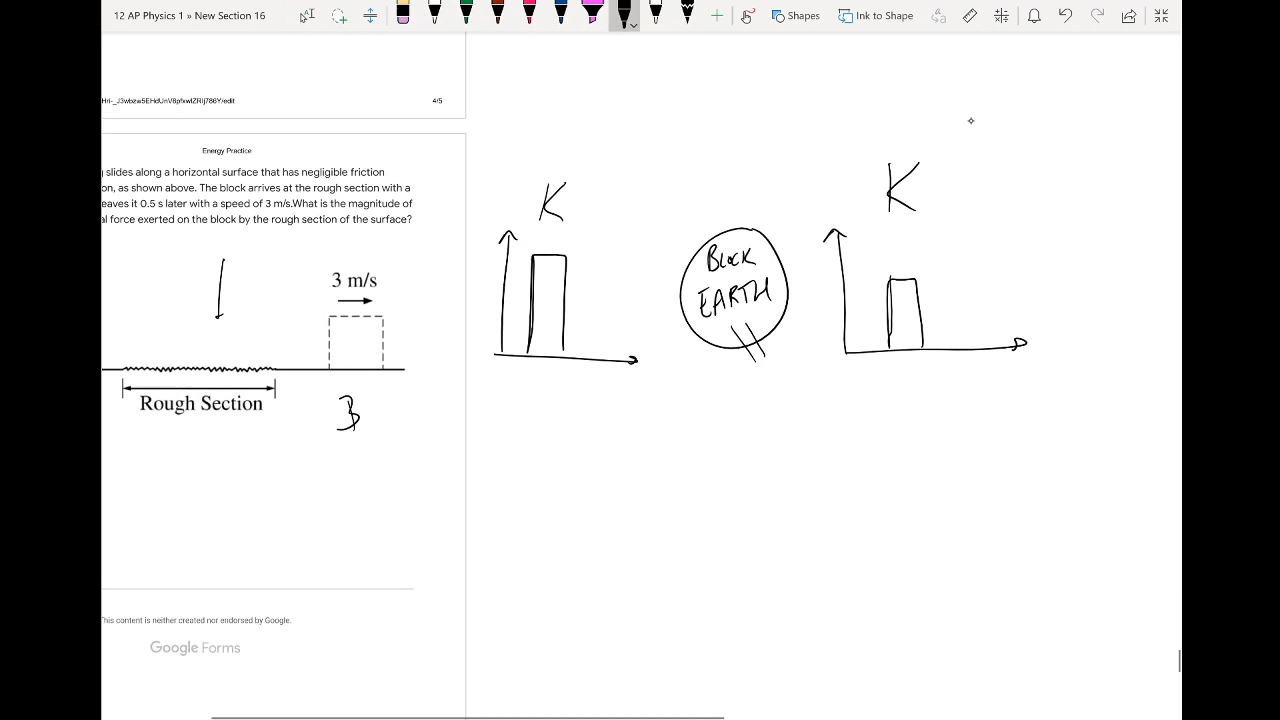 12 AP Physics 1 » New Section 16
Shapes
Ink to Shape
Hri-_J3wbzw5EHdUnV8pfxwlZRlj786Y/edit
4/5
Energy Practice
slides along a horizontal surface that has negligible friction
on, as shown above. The block arrives at the rough section with a
eaves it 0.5 s later with a speed of 3 m/s.What is the magnitude of
al force exerted on the block by the rough section of the surface?
3 m/s
Rough Section
3
K
BLOCK
EARTH
K
This content is neither created nor endorsed by Google.
Google Forms